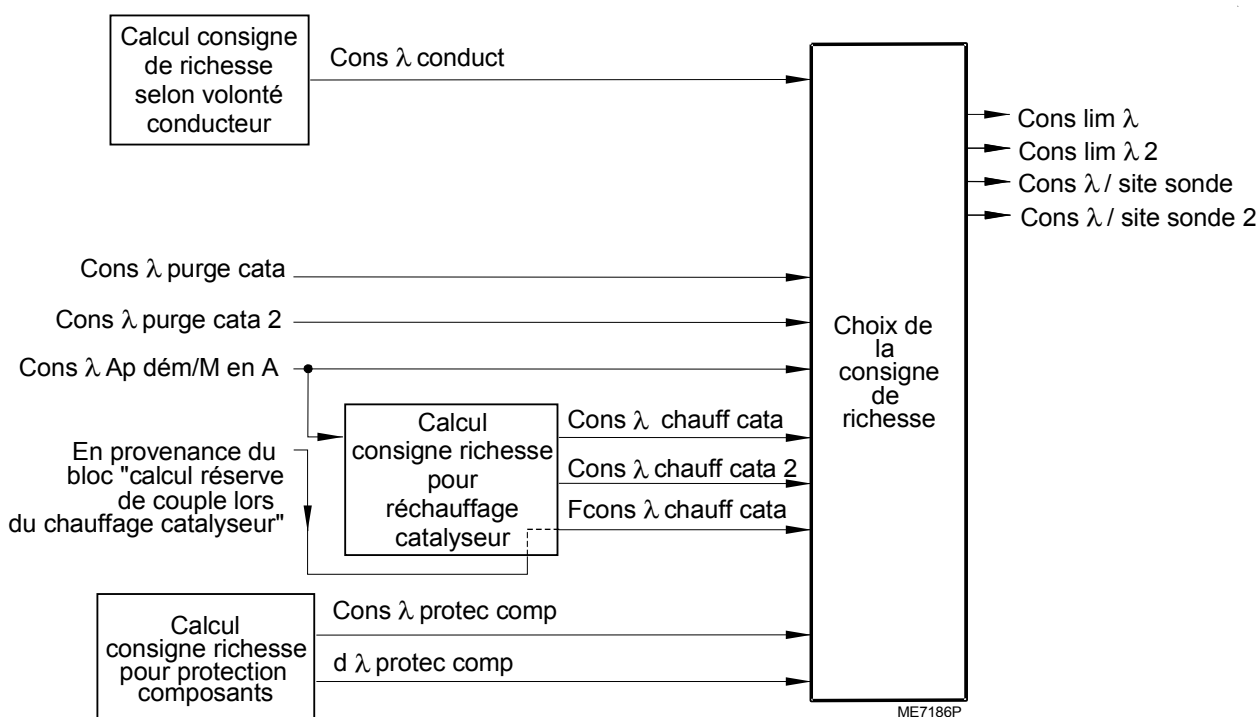 Calcul consigne
de richesse
selon volonté
conducteur
Cons λ conduct
Cons lim λ
Cons lim λ 2
Cons λ / site sonde
Cons λ / site sonde 2
Cons λ purge cata
Cons λ purge cata 2
Cons λ Ap dém/M en A
Choix de
la
consigne
de
richesse
Calcul
consigne richesse
pour
réchauffage
catalyseur
Cons λ chauff cata
Cons λ chauff cata 2
Fcons λ chauff cata
En provenance du
bloc "calcul réserve
de couple lors
du chauffage catalyseur"
Calcul
consigne richesse
pour protection
composants
Cons λ protec comp
d λ protec comp
ME7186P